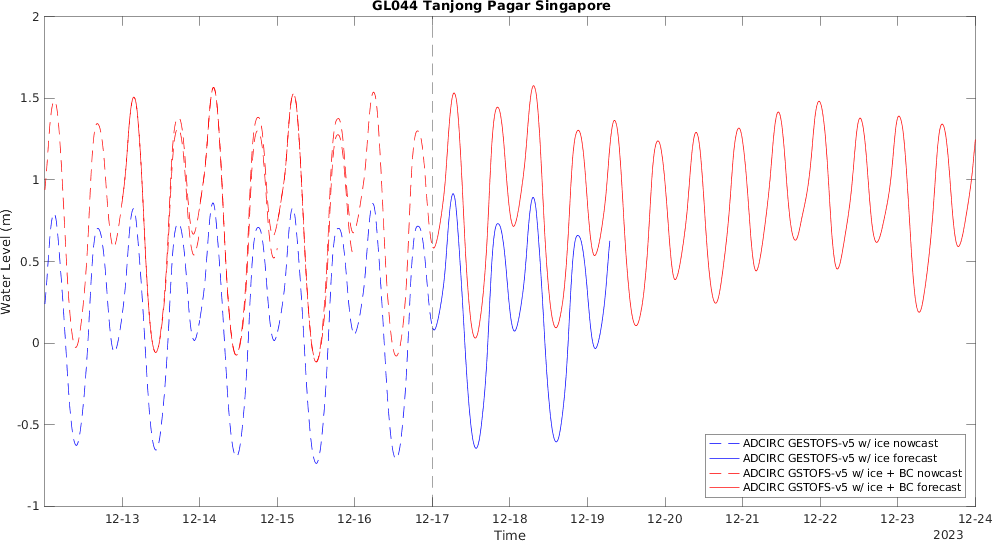 GL044 Tanjong Pagar Singapore
2
1.5
1
0.5
0
-0.5
-1
Water Level (m)
ADCIRC GESTOFS-v5 w/ ice nowcast
ADCIRC GESTOFS-v5 w/ ice forecast
ADCIRC GSTOFS-v5 w/ ice + BC nowcast
ADCIRC GSTOFS-v5 w/ ice + BC forecast
12-13 12-14 12-15 12-16 12-17 12-18 12-19 12-20 12-21 12-22 12-23 12-24
Time
2023